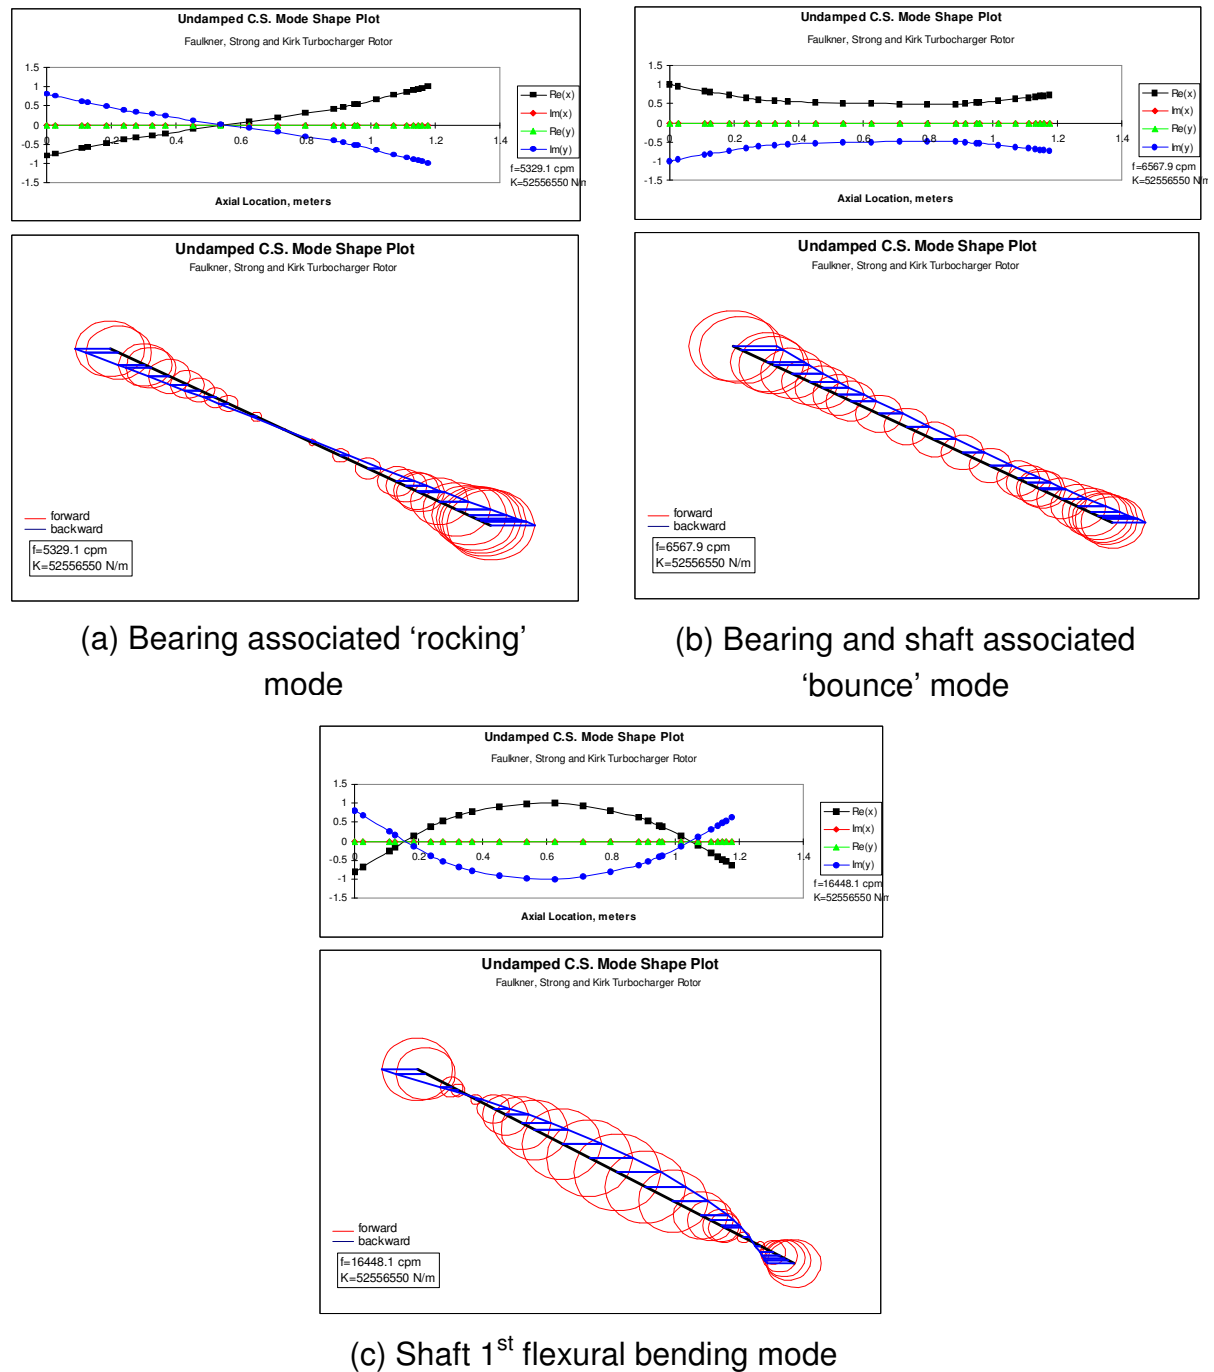 Undamped C.S. Mode Shape Plot
Faulkner, Strong and Kirk Turbocharger Rotor
1.5
1
0.5
0
-0.5
-1
-1.5
0
0.2
0.4
0.6
0.8
1
1.2
1.4
Re(x)
Im(x)
Re(y)
Im(y)
f=5329.1 cpm
K=52556550 N/m
Axial Location, meters
Undamped C.S. Mode Shape Plot
Faulkner, Strong and Kirk Turbocharger Rotor
forward
backward
f=5329.1 cpm
K=52556550 N/m
(a) Bearing associated ‘rocking’
mode
Undamped C.S. Mode Shape Plot
Faulkner, Strong and Kirk Turbocharger Rotor
1.5
1
0.5
0
-0.5
-1
-1.5
0
0.2
0.4
0.6
0.8
1
1.2
1.4
Re(x)
Im(x)
Re(y)
Im(y)
f=6567.9 cpm
K=52556550 N/m
Axial Location, meters
Undamped C.S. Mode Shape Plot
Faulkner, Strong and Kirk Turbocharger Rotor
forward
backward
f=6567.9 cpm
K=52556550 N/m
(b) Bearing and shaft associated
‘bounce’ mode
Undamped C.S. Mode Shape Plot
Faulkner, Strong and Kirk Turbocharger Rotor
1.5
1
0.5
0
-0.5
-1
-1.5
0
0.2
0.4
0.6
0.8
1
1.2
1.4
Re(x)
Im(x)
Re(y)
Im(y)
f=16448.1 cpm
K=52556550 N/m
Axial Location, meters
Undamped C.S. Mode Shape Plot
Faulkner, Strong and Kirk Turbocharger Rotor
forward
backward
f=16448.1 cpm
K=52556550 N/m
(c) Shaft 1st flexural bending mode